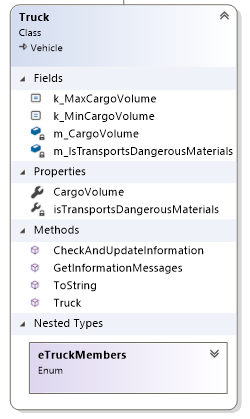 Truck
Class
Vehicle
Fields
k_MaxCargoVolume
k_MinCargoVolume
m_CargoVolume
m_IsTransportsDangerousMaterials
Properties
CargoVolume
isTransportsDangerousMaterials
Methods
CheckAndUpdateInformation
GetInformationMessages
ToString
Truck
Nested Types
eTruckMembers
Enum